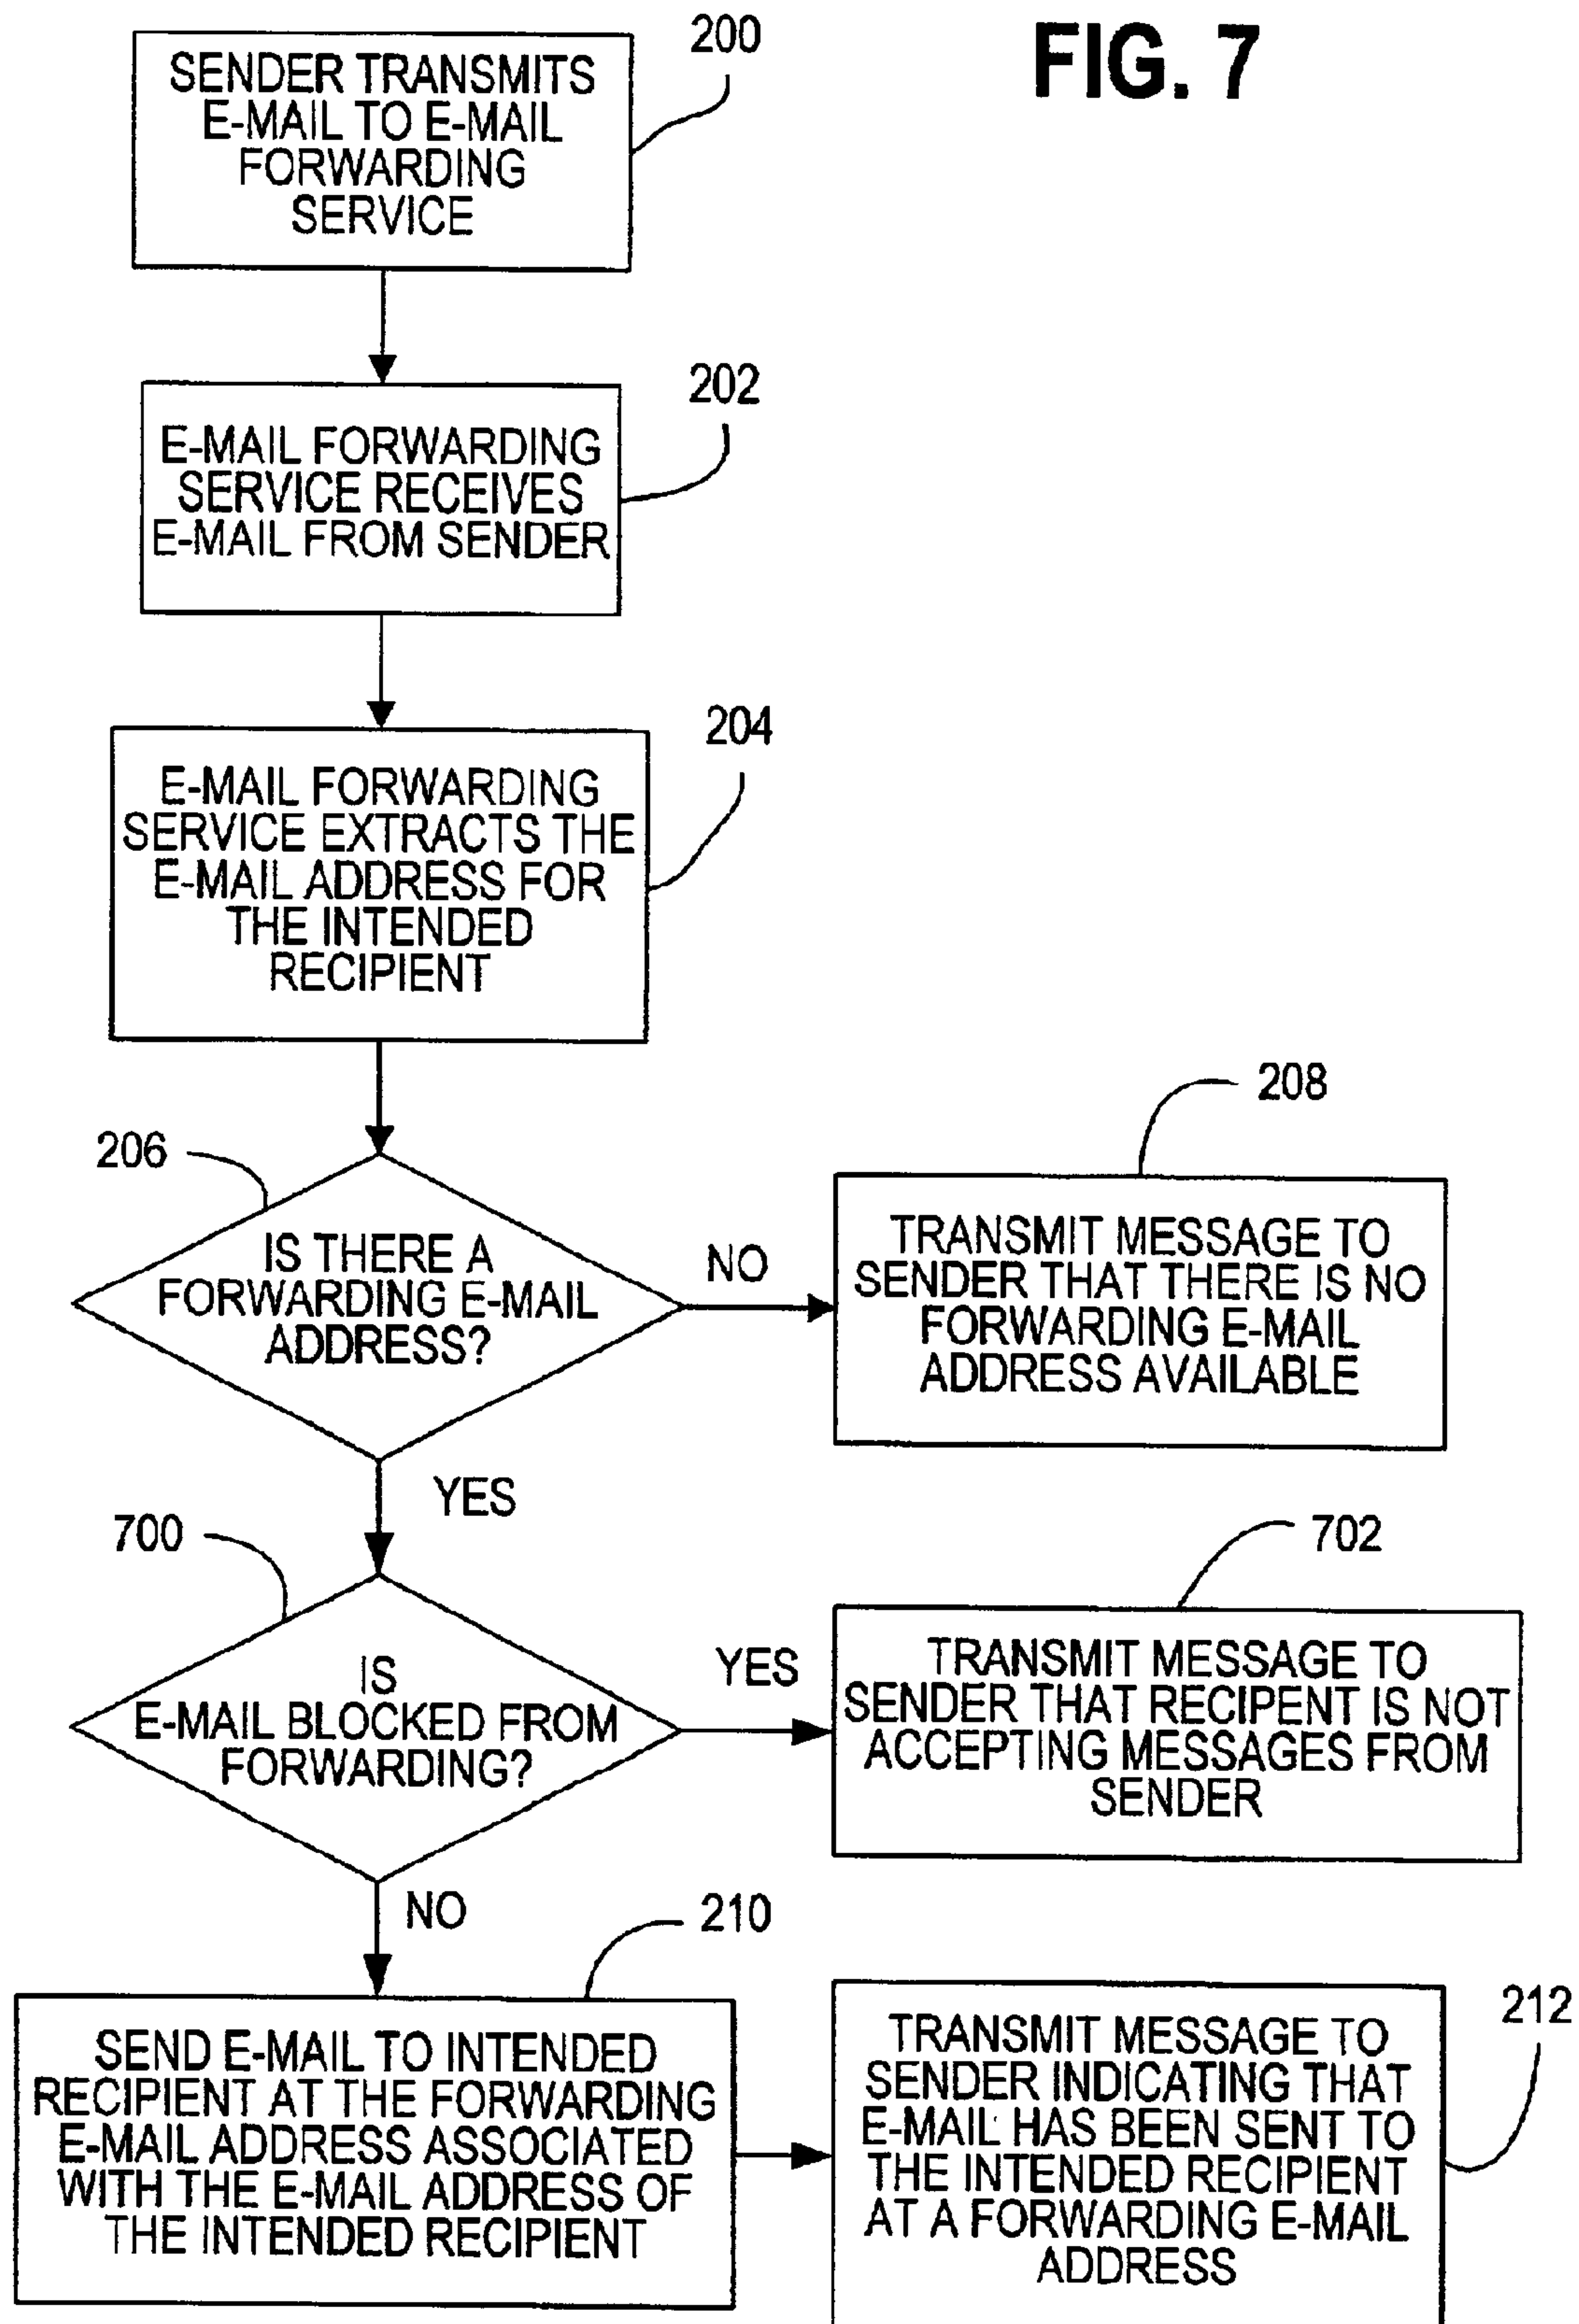 FIG. 7
200
SENDER TRANSMITS
E-MAIL TO E-MAIL
FORWARDING
SERVICE
202
E-MAIL FORWARDING
SERVICE RECEIVES
E-MAIL FROM SENDER
204
E-MAIL FORWARDING
SERVICE EXTRACTS THE
E-MAIL ADDRESS FOR
THE INTENDED
RECIPIENT
206
IS THERE A
FORWARDING E-MAIL
ADDRESS?
NO
208
TRANSMIT MESSAGE TO
SENDER THAT THERE IS NO
FORWARDING E-MAIL
ADDRESS AVAILABLE
YES
700
IS
E-MAIL BLOCKED FROM
FORWARDING?
YES
702
TRANSMIT MESSAGE TO
SENDER THAT RECIPENT IS NOT
ACCEPTING MESSAGES FROM
SENDER
NO
210
SEND E-MAIL TO INTENDED
RECIPIENT AT THE FORWARDING
E-MAIL ADDRESS ASSOCIATED
WITH THE E-MAIL ADDRESS OF
THE INTENDED RECIPIENT
212
TRANSMIT MESSAGE TO
SENDER INDICATING THAT
E-MAIL HAS BEEN SENT TO
THE INTENDED RECIPIENT
AT A FORWARDING E-MAIL
ADDRESS